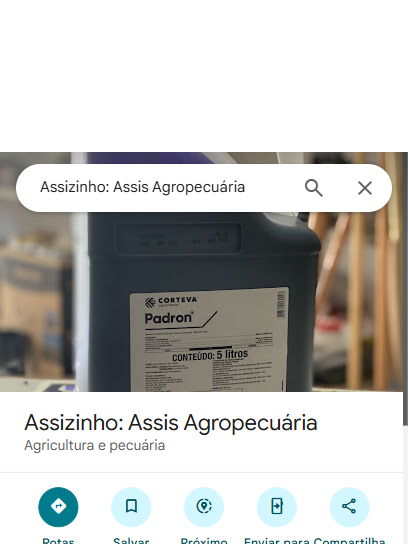 Assizinho: Assis Agropecuária
CORTEVA
agriscience
Padron®
CONTEÚDO: 5 litros
Assizinho: Assis Agropecuária
Agricultura e pecuária
Rotas
Salvar
Próximo
Enviar para
Compartilha